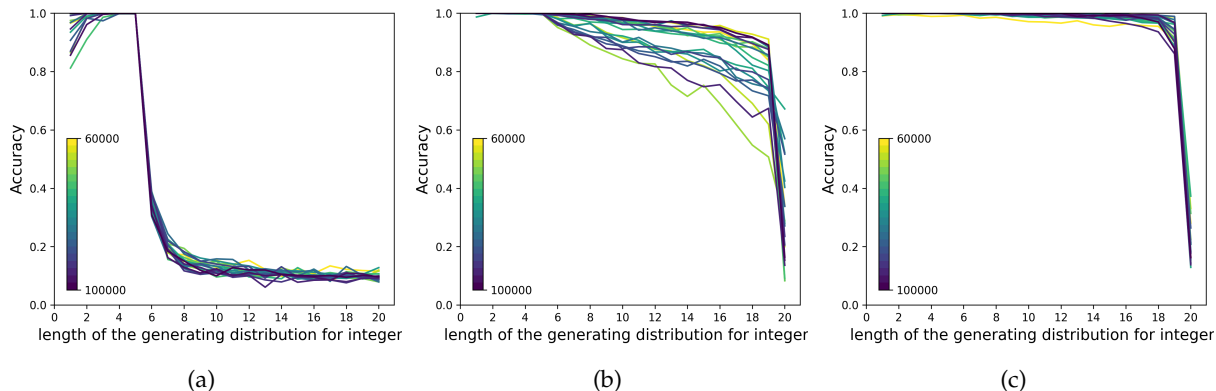 1.0
0.8
0.6
0.4
0.2
0.0
Accuracy
60000
100000
0 2 4 6 8 10 12 14 16 18 20
length of the generating distribution for integer
(a)
1.0
0.8
0.6
0.4
0.2
0.0
Accuracy
60000
100000
0 2 4 6 8 10 12 14 16 18 20
length of the generating distribution for integer
(b)
1.0
0.8
0.6
0.4
0.2
0.0
Accuracy
60000
100000
0 2 4 6 8 10 12 14 16 18 20
length of the generating distribution for integer
(c)